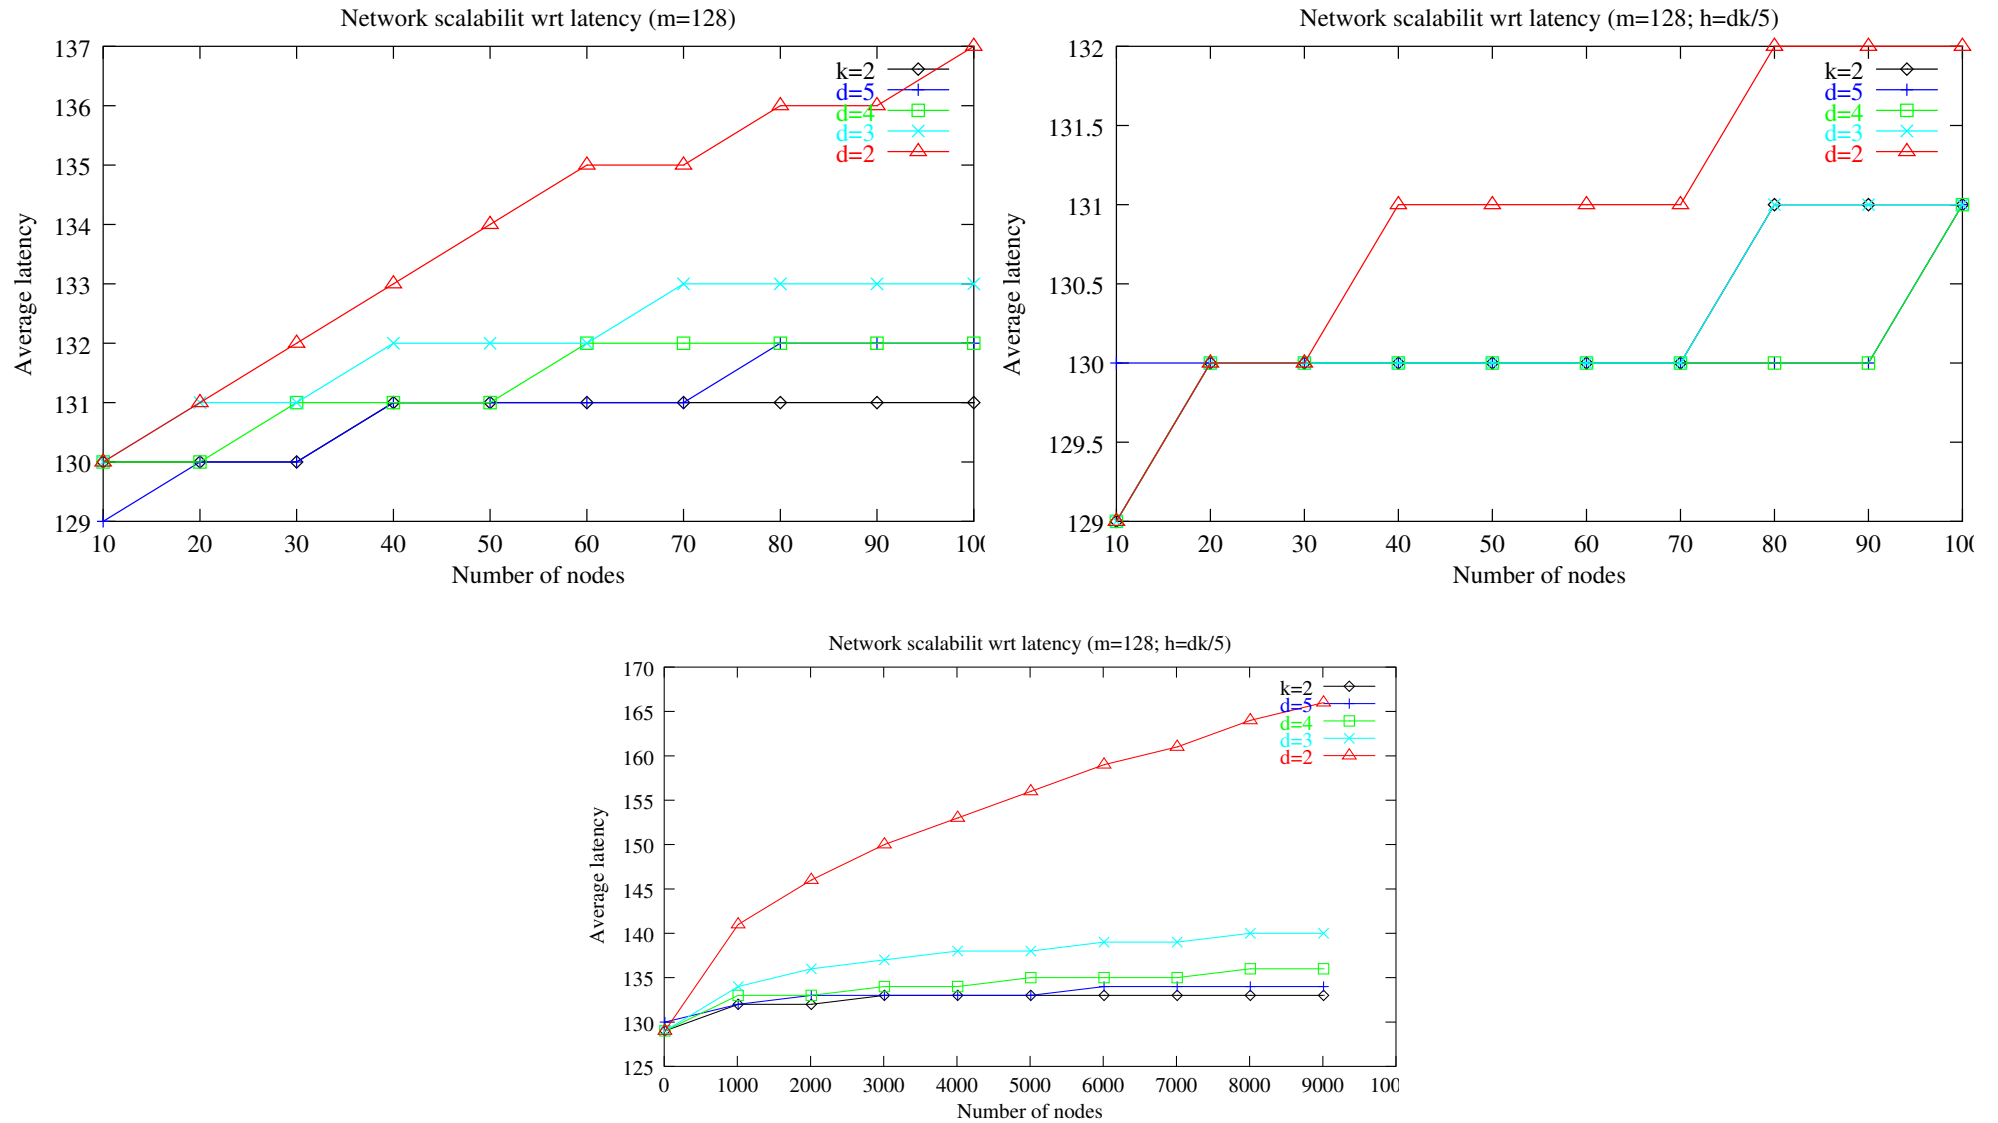 Network scalabilit wrt latency (m=128)
137
136
135
134
133
132
131
130
129
Average latency
k=2
d=5
d=4
d=3
d=2
10 20 30 40 50 60 70 80 90 100
Number of nodes
Network scalabilit wrt latency (m=128; h=dk/5)
132
131.5
131
130.5
130
129.5
129
Average latency
k=2
d=5
d=4
d=3
d=2
10 20 30 40 50 60 70 80 90 100
Number of nodes
Network scalabilit wrt latency (m=128; h=dk/5)
170
165
160
155
150
145
140
135
130
125
Average latency
k=2
d=5
d=4
d=3
d=2
0 1000 2000 3000 4000 5000 6000 7000 8000 9000 100
Number of nodes